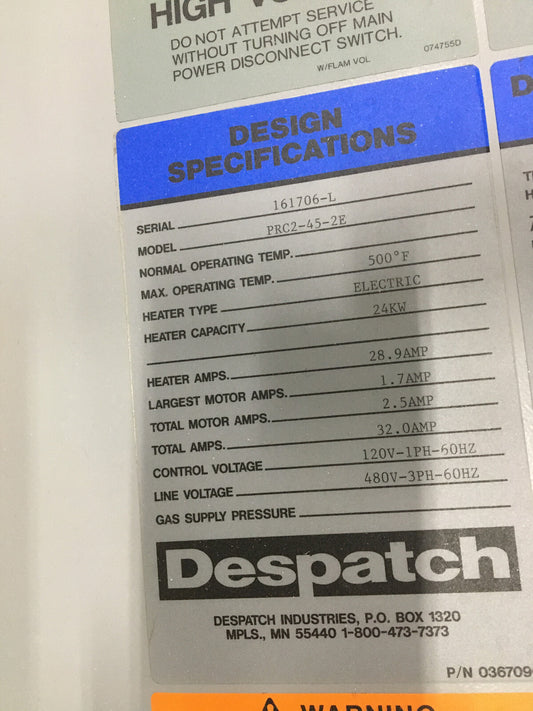 HIGH VO
DO NOT ATTEMPT SERVICE
WITHOUT TURNING OFF MAIN
POWER DISCONNECT SWITCH.
074755D
W/FLAM VOL
DESIGN
SPECIFICATIONS
SERIAL 161706-L
MODEL PRC2-45-2E
NORMAL OPERATING TEMP.
MAX. OPERATING TEMP. 500°F
HEATER TYPE ELECTRIC
HEATER CAPACITY 24KW
HEATER AMPS. 28.9AMP
LARGEST MOTOR AMPS. 1.7AMP
TOTAL MOTOR AMPS. 2.5AMP
TOTAL AMPS. 32.0AMP
CONTROL VOLTAGE 120V-1PH-60HZ
LINE VOLTAGE 480V-3PH-60HZ
GAS SUPPLY PRESSURE
Despatch
DESPATCH INDUSTRIES, P.O. BOX 1320
MPLS., MN 55440 1-800-473-7373
P/N 036709
WARNING